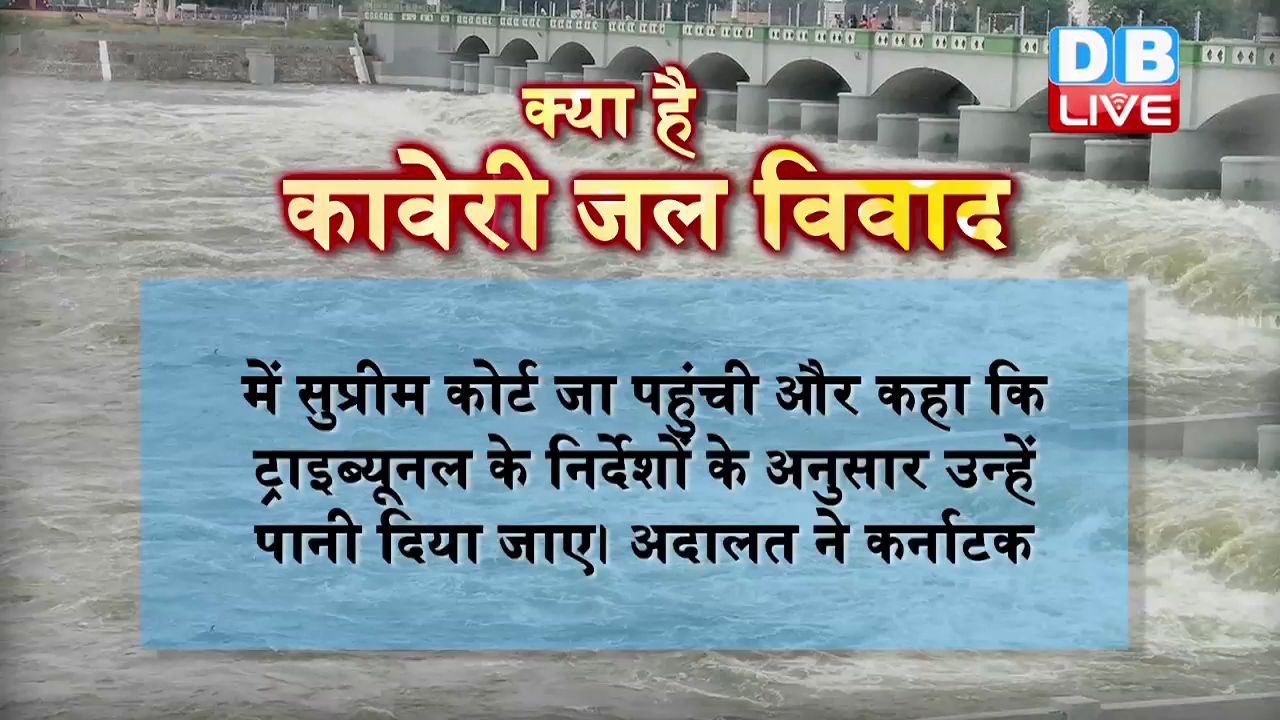 DB
LIVE
क्या है
कावेरी जल विवाद
में सुप्रीम कोर्ट जा पहुंची और कहा कि
ट्राइब्यूनल के निर्देशों के अनुसार उन्हें
पानी दिया जाए। अदालत ने कर्नाटक